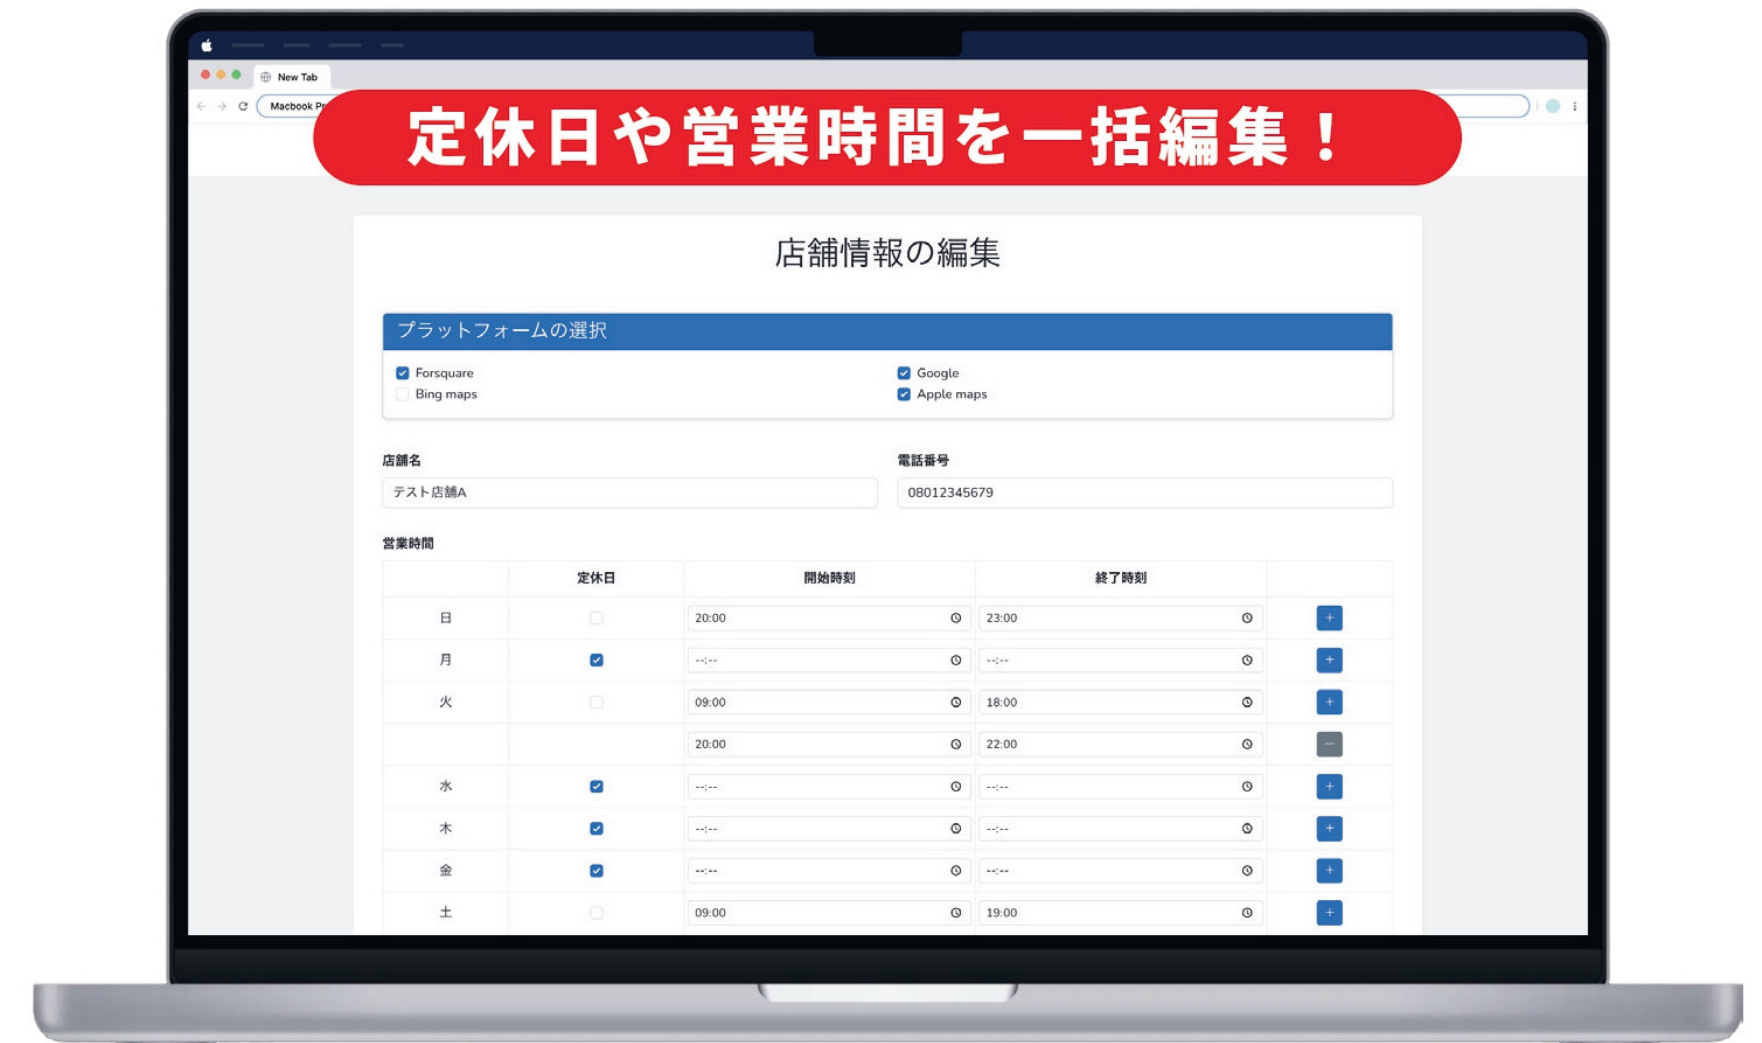 New Tab
Macbook Pr
定休日や営業時間を一括編集！
店舗情報の編集
プラットフォームの選択
Forsquare
Google
Bing maps
Apple maps
店舗名
電話番号
テスト店舗A
08012345679
営業時間
定休日 開始時刻 終了時刻
日 20:00 23:00 +
月 --:-- --:-- +
火 09:00 18:00 +
20:00 22:00 −
水 --:-- --:-- +
木 --:-- --:-- +
金 --:-- --:-- +
土 09:00 19:00 +